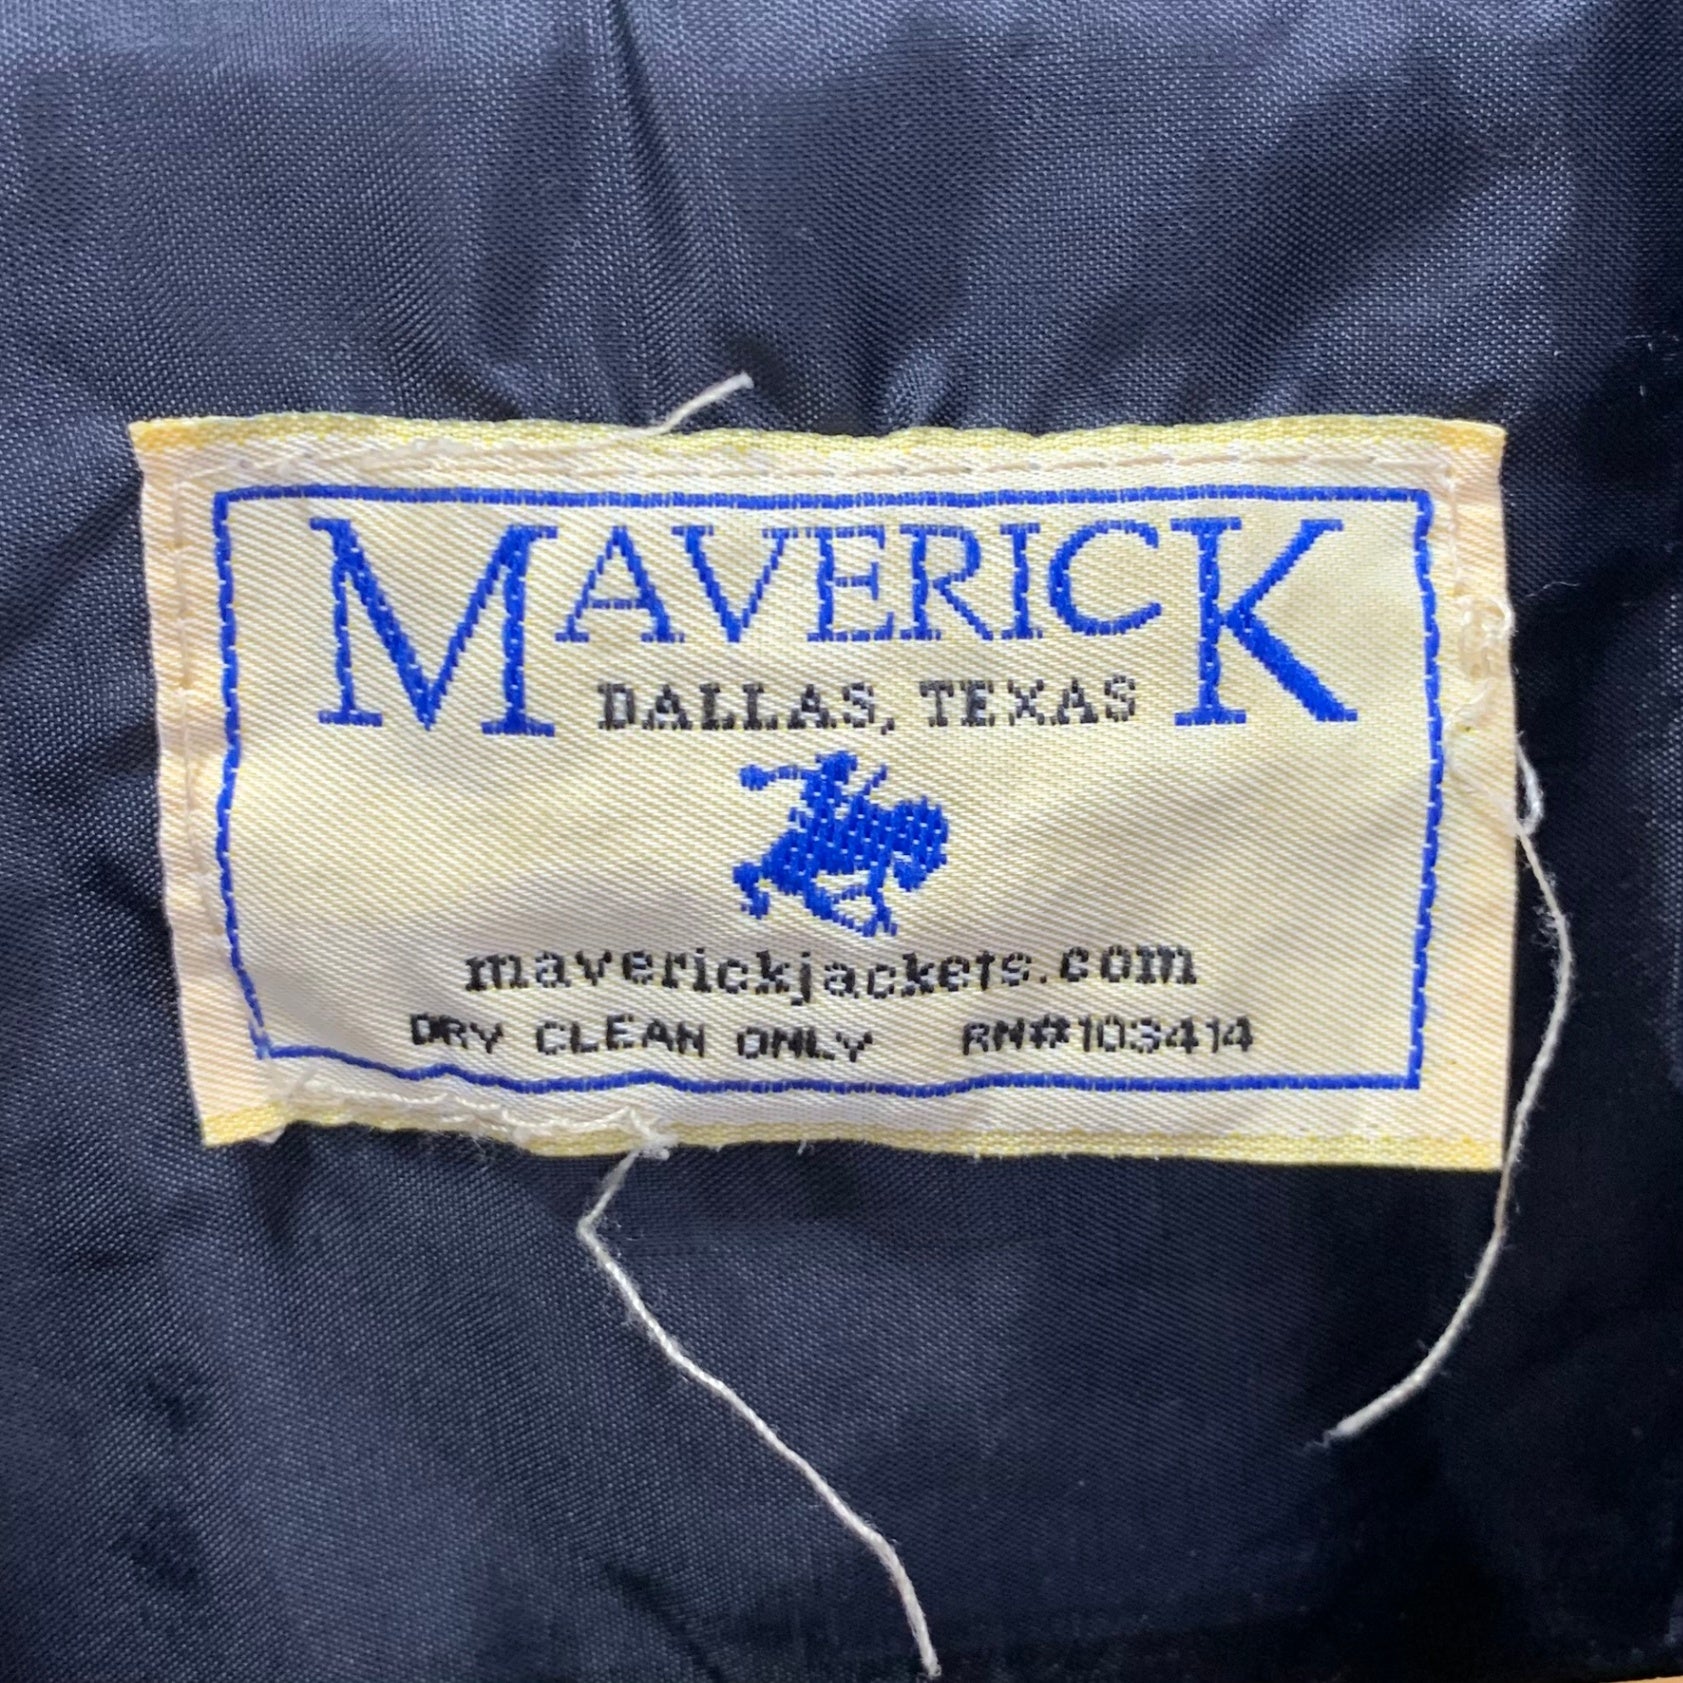 MAVERICK
DALLAS, TEXAS
maverickjackets.com
DRY CLEAN ONLY RN#103414